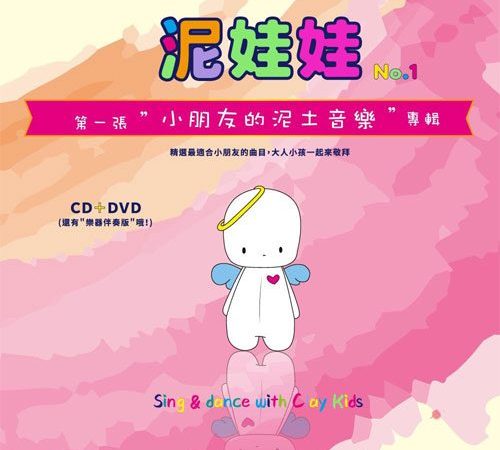 泥娃娃 No.1
第一張 "小朋友的泥土音樂" 專輯
精選最適合小朋友的曲目,大人小孩一起來敬拜
CD+DVD
(還有"樂器伴奏版"哦!)
Sing & dance with Clay Kids